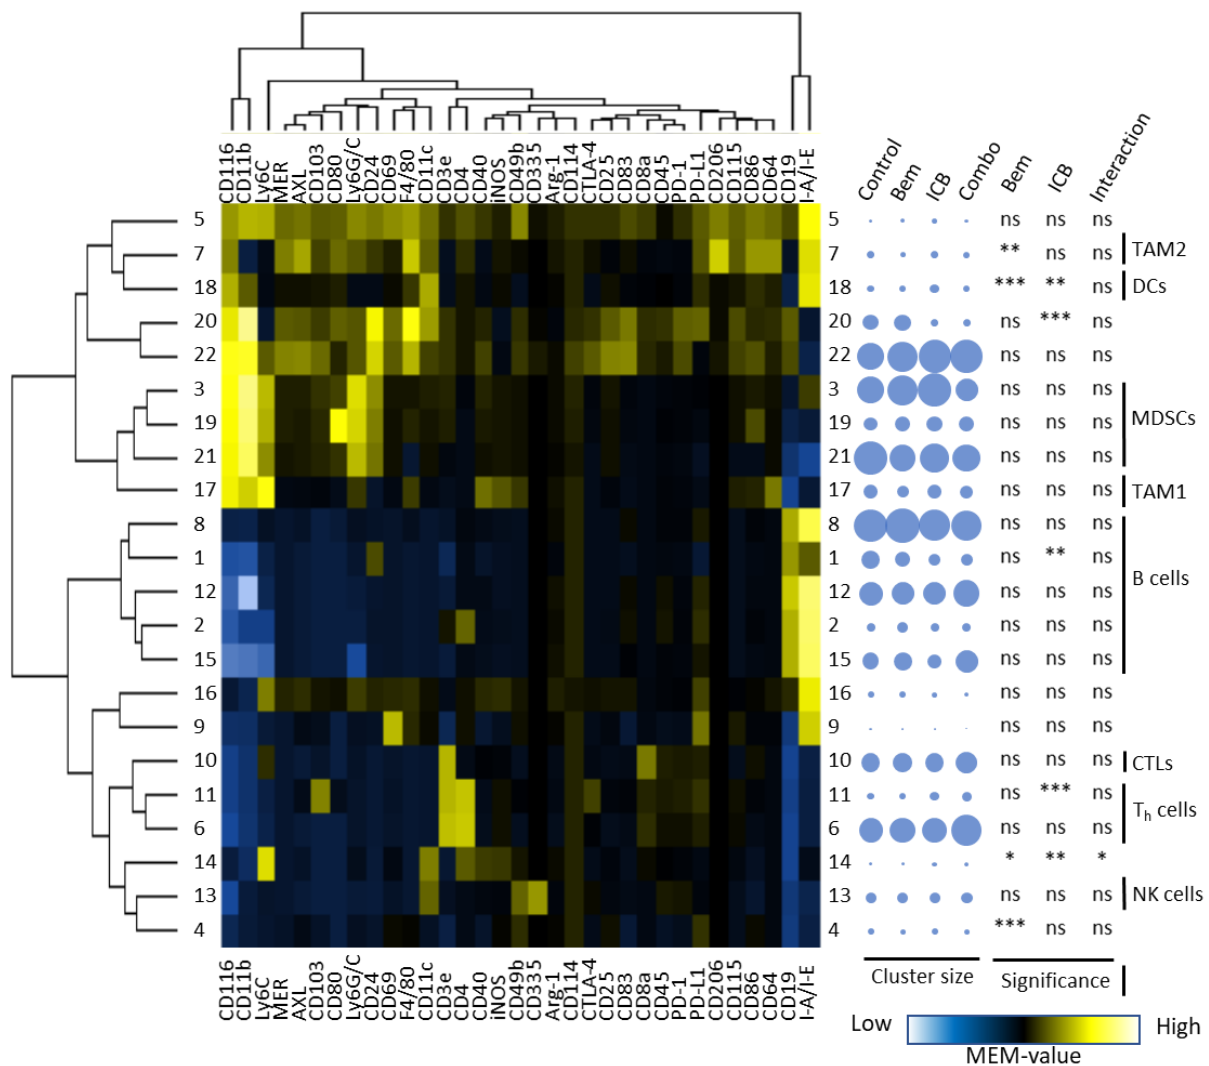 CD116 CD11b Ly6C MER AXL CD103 CD80 Ly6G/C CD24 CD69 F4/80 CD11c CD3e CD4 CD40 iNOS CD49b CD335 Arg-1 CD114 CTLA-4 CD25 CD83 CD8a CD45 PD-1 PD-L1 CD206 CD115 CD86 CD64 CD19 I-A/I-E
Control Bem ICB Combo Bem ICB Interaction
5 5 ns ns ns
7 7 ** ns ns TAM2
18 18 *** ** ns DCs
20 20 ns *** ns
22 22 ns ns ns
3 3 ns ns ns
19 19 ns ns ns MDSCs
21 21 ns ns ns
17 17 ns ns ns TAM1
8 8 ns ns ns
1 1 ns ** ns B cells
12 12 ns ns ns
2 2 ns ns ns
15 15 ns ns ns
16 16 ns ns ns
9 9 ns ns ns
10 10 ns ns ns CTLs
11 11 ns *** ns Th cells
6 6 ns ns ns
14 14 * ** *
13 13 ns ns ns NK cells
4 4 *** ns ns
CD116 CD11b Ly6C MER AXL CD103 CD80 Ly6G/C CD24 CD69 F4/80 CD11c CD3e CD4 CD40 iNOS CD49b CD335 Arg-1 CD114 CTLA-4 CD25 CD83 CD8a CD45 PD-1 PD-L1 CD206 CD115 CD86 CD64 CD19 I-A/I-E
Cluster size Significance
Low High
MEM-value